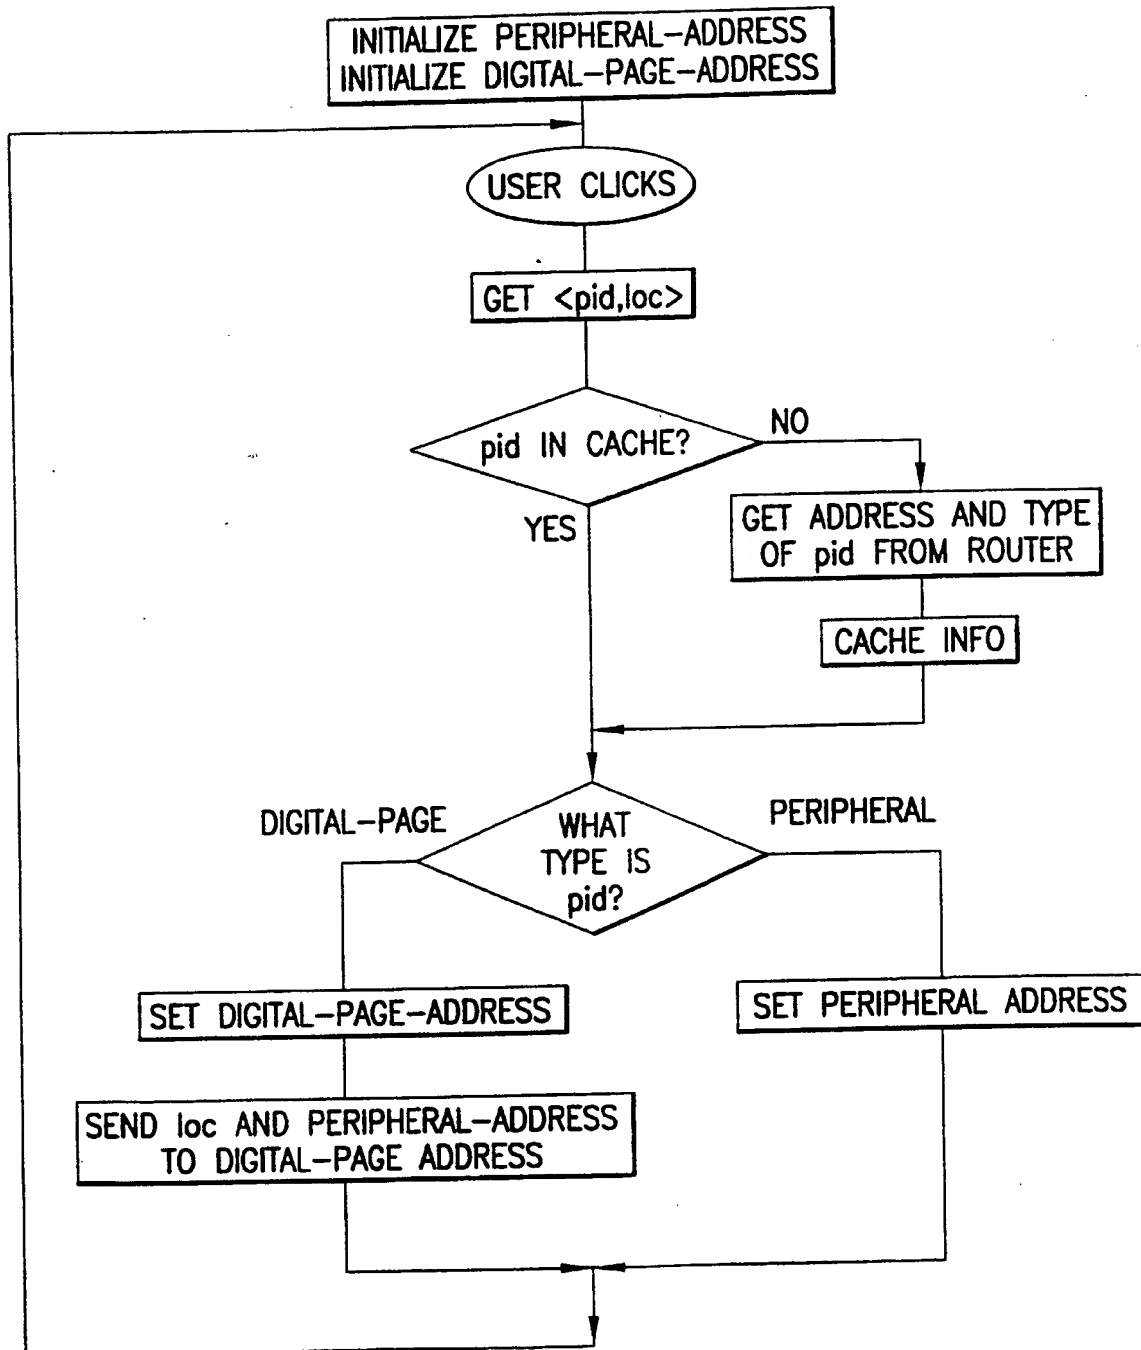 INITIALIZE PERIPHERAL-ADDRESS
INITIALIZE DIGITAL-PAGE-ADDRESS
USER CLICKS
GET <pid,loc>
pid IN CACHE?
NO
YES
GET ADDRESS AND TYPE
OF pid FROM ROUTER
CACHE INFO
DIGITAL-PAGE
WHAT
TYPE IS
pid?
PERIPHERAL
SET DIGITAL-PAGE-ADDRESS
SET PERIPHERAL ADDRESS
SEND loc AND PERIPHERAL-ADDRESS
TO DIGITAL-PAGE ADDRESS